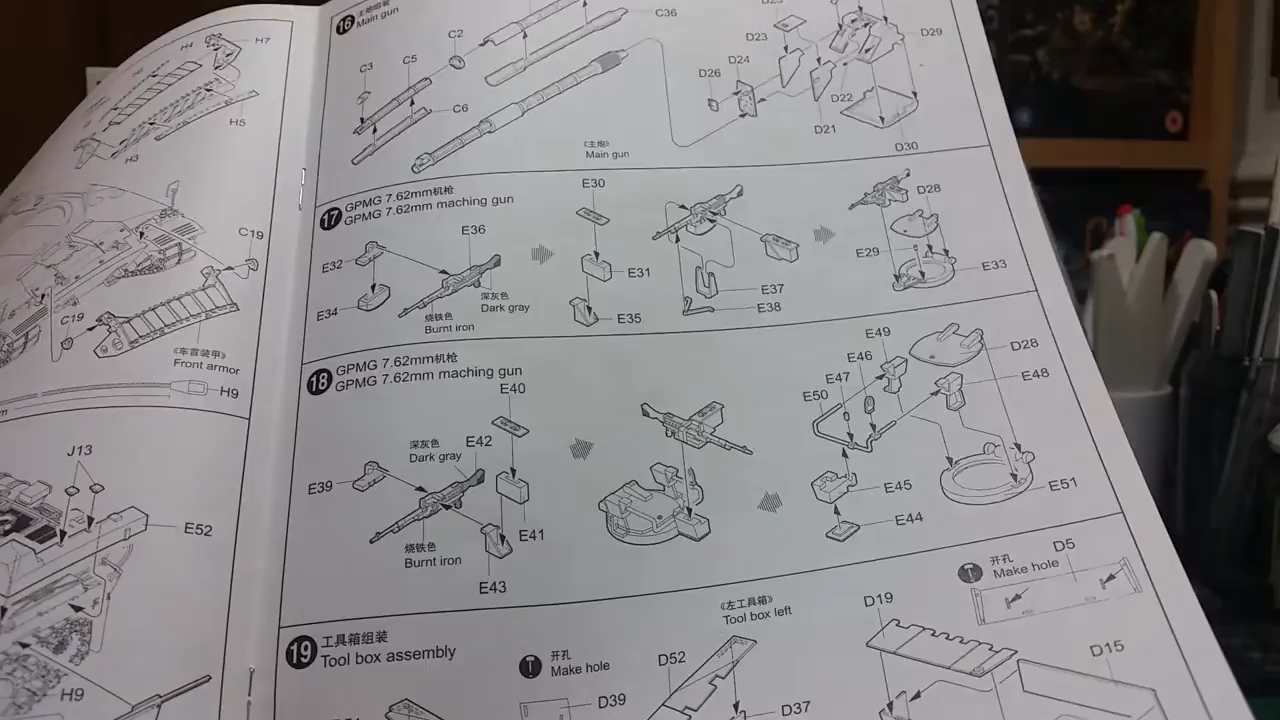 H4
H7
H5
H3
C19
C19
《车首装甲》
Front armor
H9
J13
E52
H9
16
主炮组装
Main gun
C36
C2
C5
C3
C6
《主炮》
Main gun
D23
D29
D24
D26
D22
D21
D30
17
GPMG 7.62mm机枪
GPMG 7.62mm maching gun
E30
E36
E32
E31
E34
深灰色
Dark gray
烧铁色
Burnt iron
E35
E37
E38
D28
E29
E33
18
GPMG 7.62mm机枪
GPMG 7.62mm maching gun
E40
深灰色
Dark gray
E42
E39
E41
烧铁色
Burnt iron
E43
E49
E46
E47
E50
D28
E48
E45
E51
E44
19
工具箱组装
Tool box assembly
开孔
Make hole
D39
《左工具箱》
Tool box left
D52
D37
D19
开孔
Make hole
D5
D15